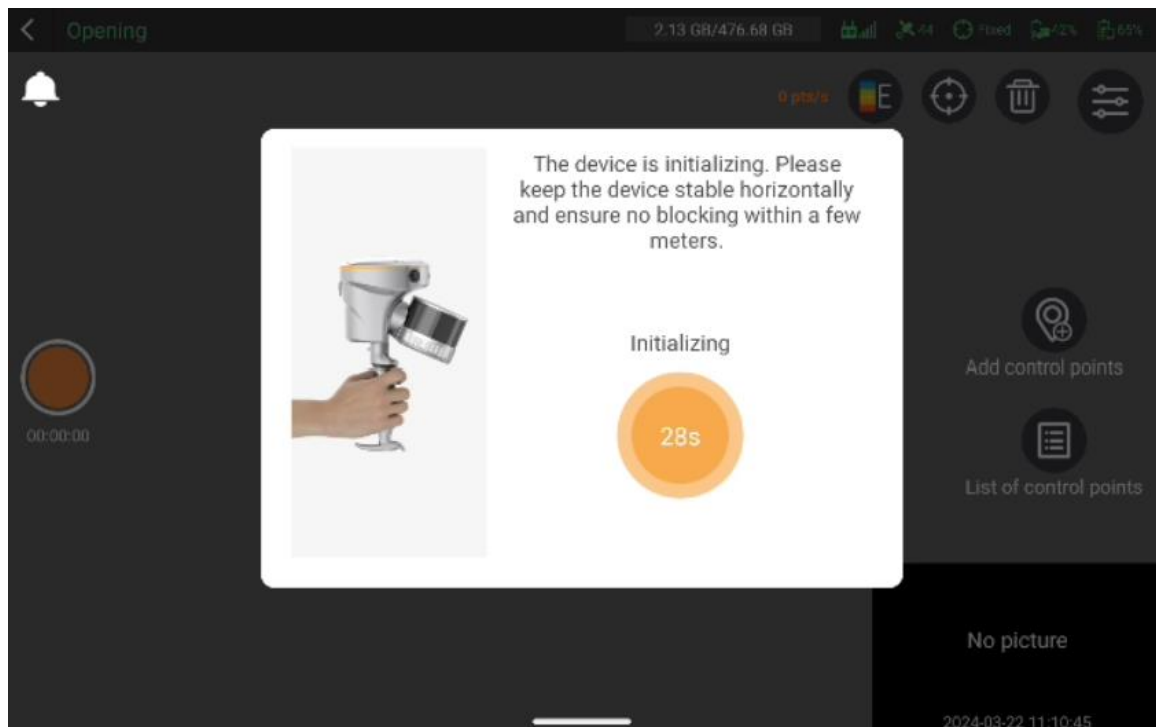 Opening
2.13 GB/476.68 GB
Fixed
65%
0 pts/s
E
The device is initializing. Please
keep the device stable horizontally
and ensure no blocking within a few
meters.
Initializing
28s
00:00:00
Add control points
List of control points
No picture
2024-03-22 11:10:45